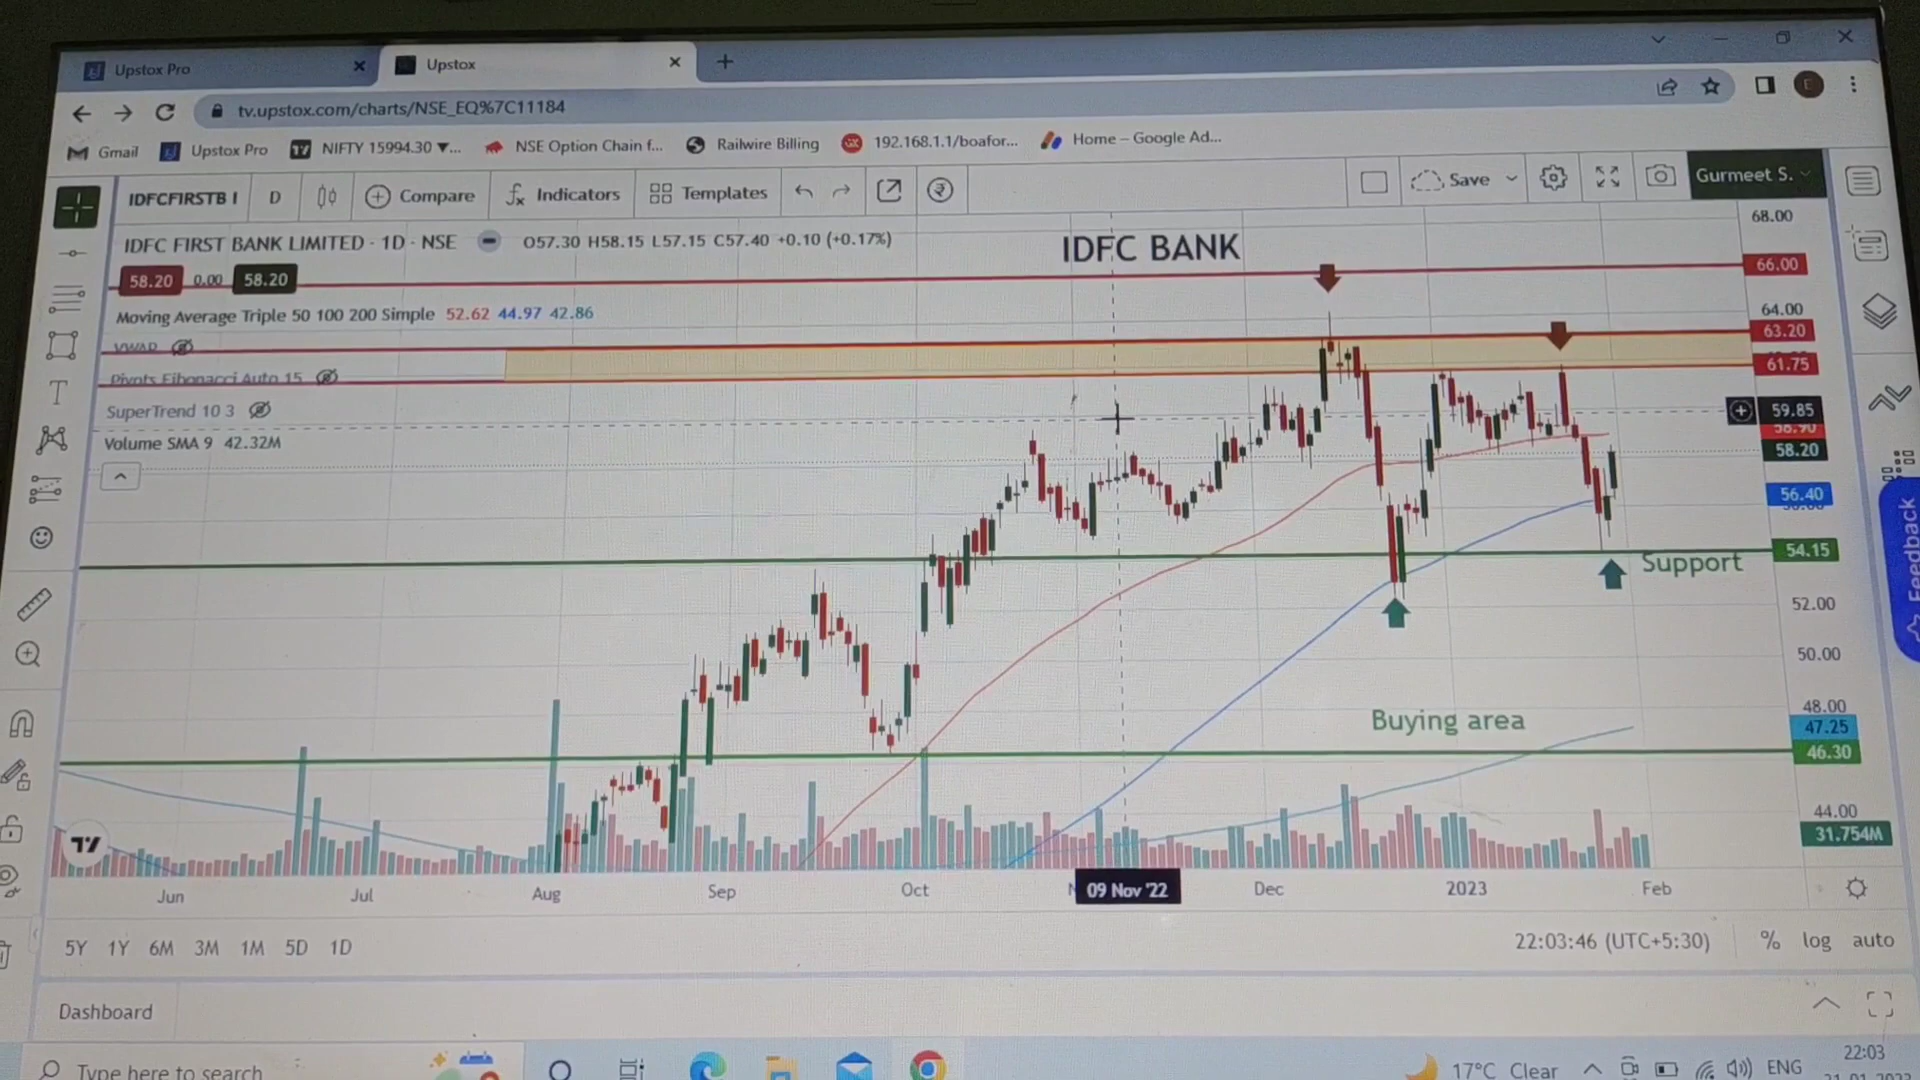 Upstox Pro
Upstox
tv.upstox.com/charts/NSE_EQ%7C11184
Gmail
Upstox Pro
NIFTY 15994.30 ▼...
NSE Option Chain f...
Railwire Billing
192.168.1.1/boafor...
Home – Google Ad...
IDFCFIRSTB
D
Compare
Indicators
Templates
Save
Gurmeet S.
IDFC FIRST BANK LIMITED · 1D · NSE
O57.30 H58.15 L57.15 C57.40 +0.10 (+0.17%)
IDFC BANK
58.20
0.00
58.20
Moving Average Triple 50 100 200 Simple 52.62 44.97 42.86
VWAP
Pivots Fibonacci Auto 15
SuperTrend 10 3
Volume SMA 9 42.32M
68.00
66.00
64.00
63.20
61.75
59.85
58.90
58.20
56.40
54.15
52.00
50.00
48.00
47.25
46.30
44.00
31.754M
Support
Buying area
Feedback
Jun
Jul
Aug
Sep
Oct
09 Nov '22
Dec
2023
Feb
5Y 1Y 6M 3M 1M 5D 1D
22:03:46 (UTC+5:30)
%
log
auto
Dashboard
Type here to search
17°C Clear
ENG
22:03